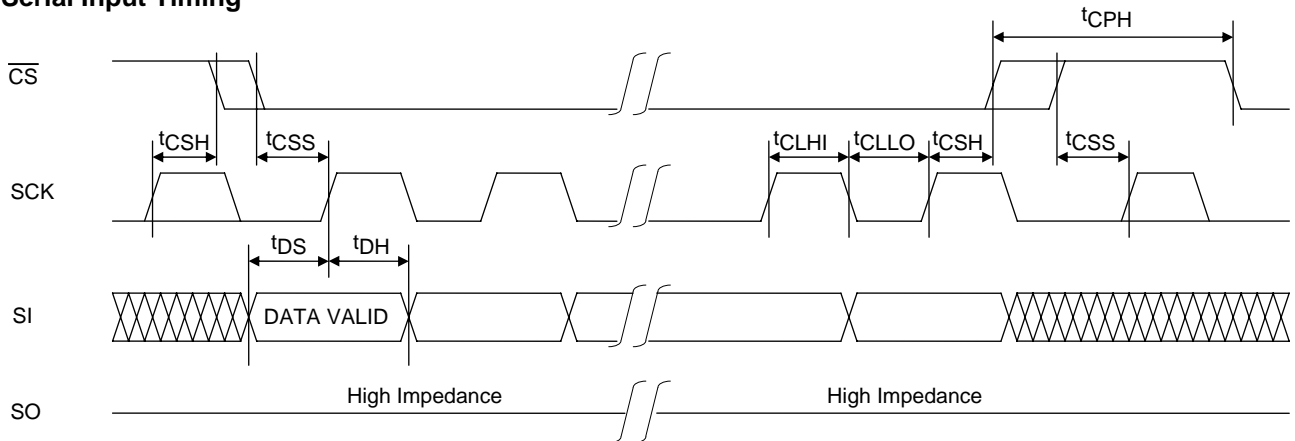 Serial Input Timing
tCPH
CS
tCSH tCSS tCLHI tCLLO tCSH tCSS
SCK
tDS tDH
SI DATA VALID
High Impedance High Impedance
SO